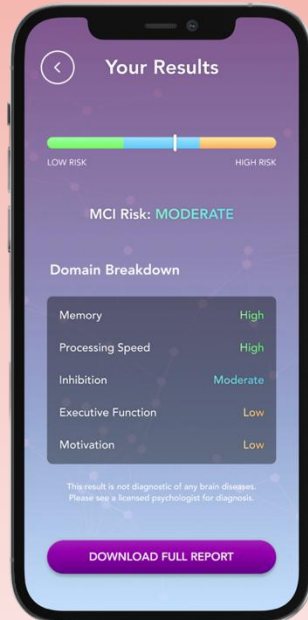 Your Results
LOW RISK HIGH RISK
MCI Risk: MODERATE
Domain Breakdown
Memory High
Processing Speed High
Inhibition Moderate
Executive Function Low
Motivation Low
This result is not diagnostic of any brain diseases.
Please see a licensed psychologist for diagnosis.
DOWNLOAD FULL REPORT